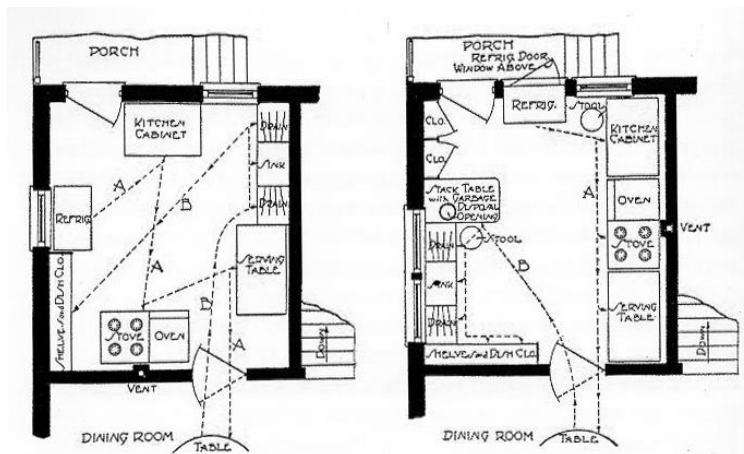 PORCH
KITCHEN
CABINET
DRAIN
SINK
DRAIN
A
B
REFRIG.
A
SERVING
TABLE
B
SHELVES AND DISH CLO.
STOVE
OVEN
A
VENT
DOWN
DINING ROOM
TABLE
PORCH
REFRIG. DOOR
WINDOW ABOVE
REFRIG.
STOOL
CLO.
KITCHEN
CABINET
CLO.
A
STACK TABLE
WITH GARBAGE
DISPOSAL
OPENING
OVEN
STOVE
VENT
DRAIN
STOOL
B
SINK
SERVING
TABLE
DRAIN
SHELVES AND DISH CLO.
DOWN
DINING ROOM
TABLE